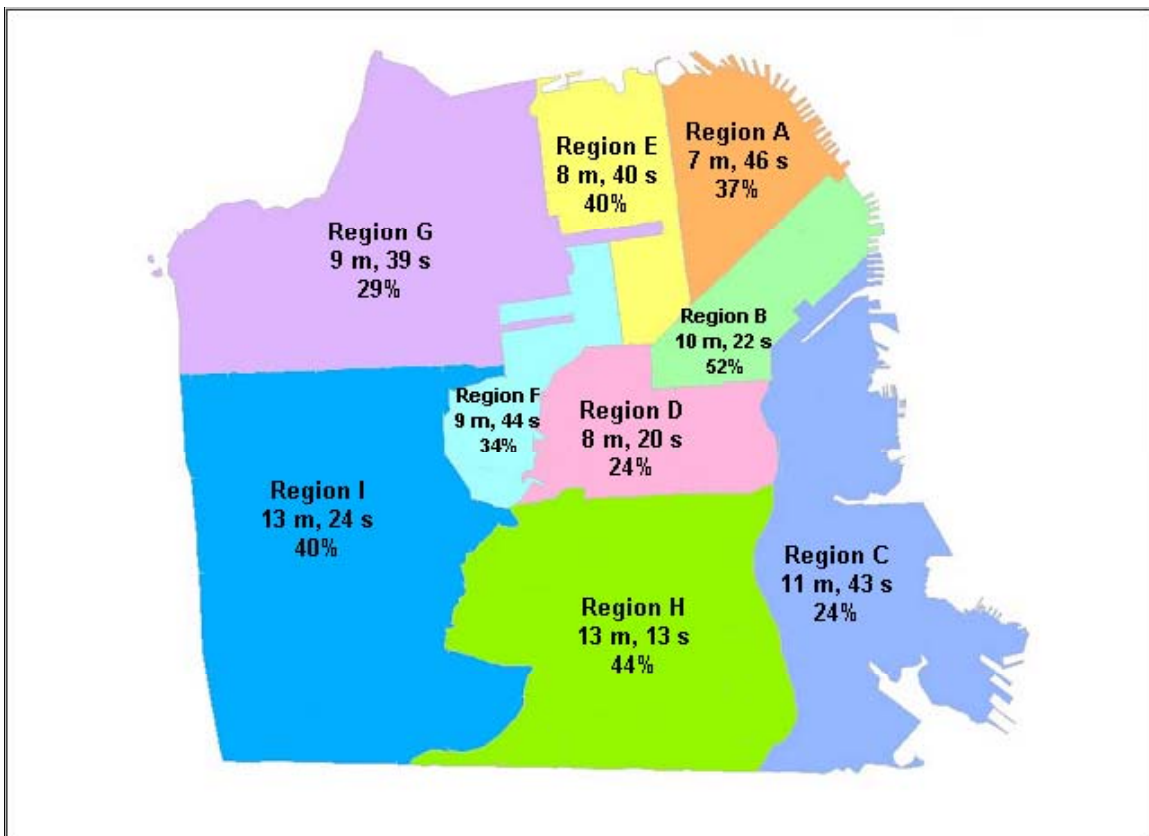 Region A
7 m, 46 s
37%
Region E
8 m, 40 s
40%
Region G
9 m, 39 s
29%
Region B
10 m, 22 s
52%
Region F
9 m, 44 s
34%
Region D
8 m, 20 s
24%
Region I
13 m, 24 s
40%
Region C
11 m, 43 s
24%
Region H
13 m, 13 s
44%